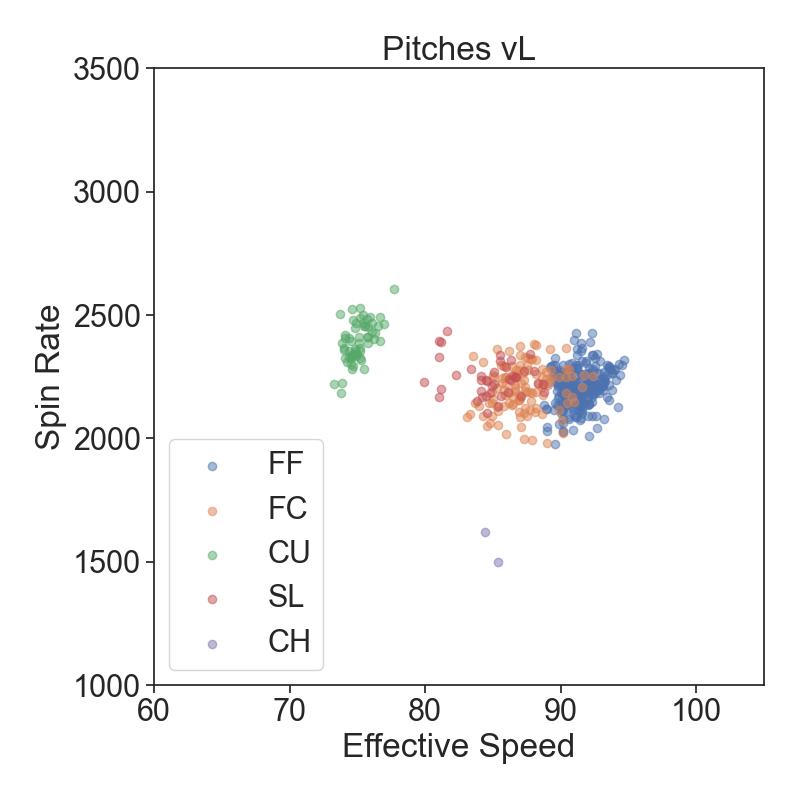 Pitches vL
3500
3000
2500
2000
1500
1000
Spin Rate
FF
FC
CU
SL
CH
60 70 80 90 100
Effective Speed